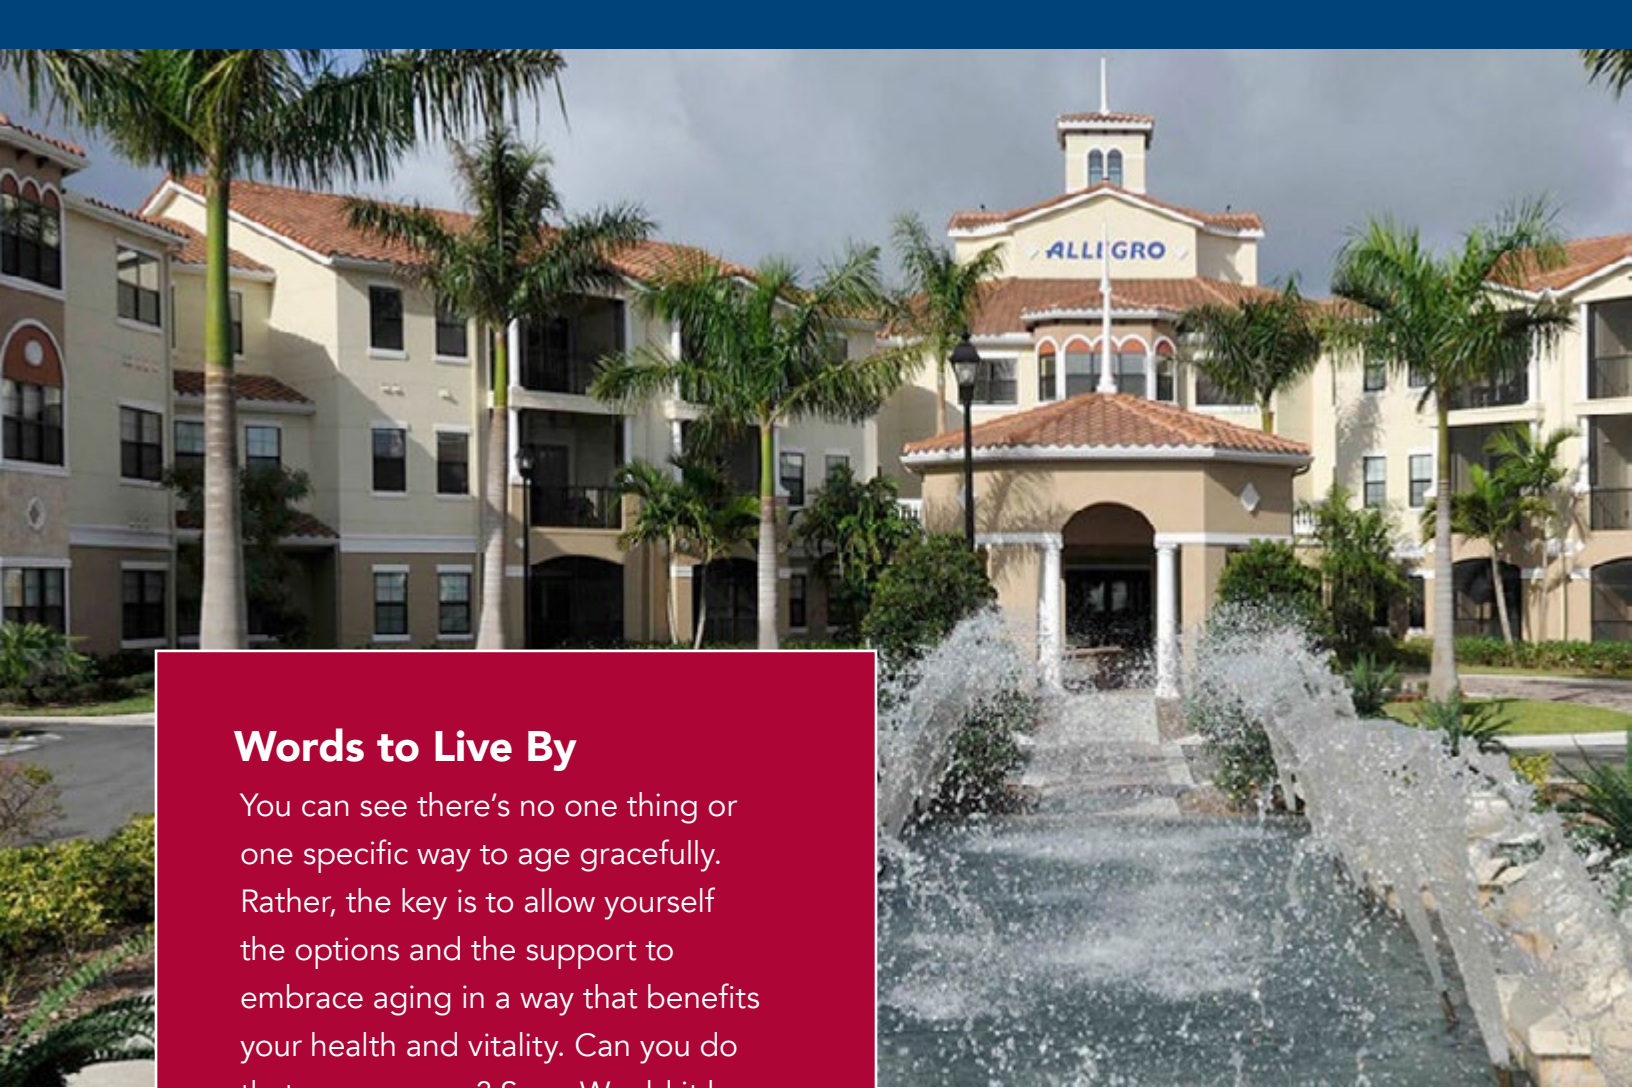 ALLEGRO
Words to Live By
You can see there’s no one thing or
one specific way to age gracefully.
Rather, the key is to allow yourself
the options and the support to
embrace aging in a way that benefits
your health and vitality. Can you do